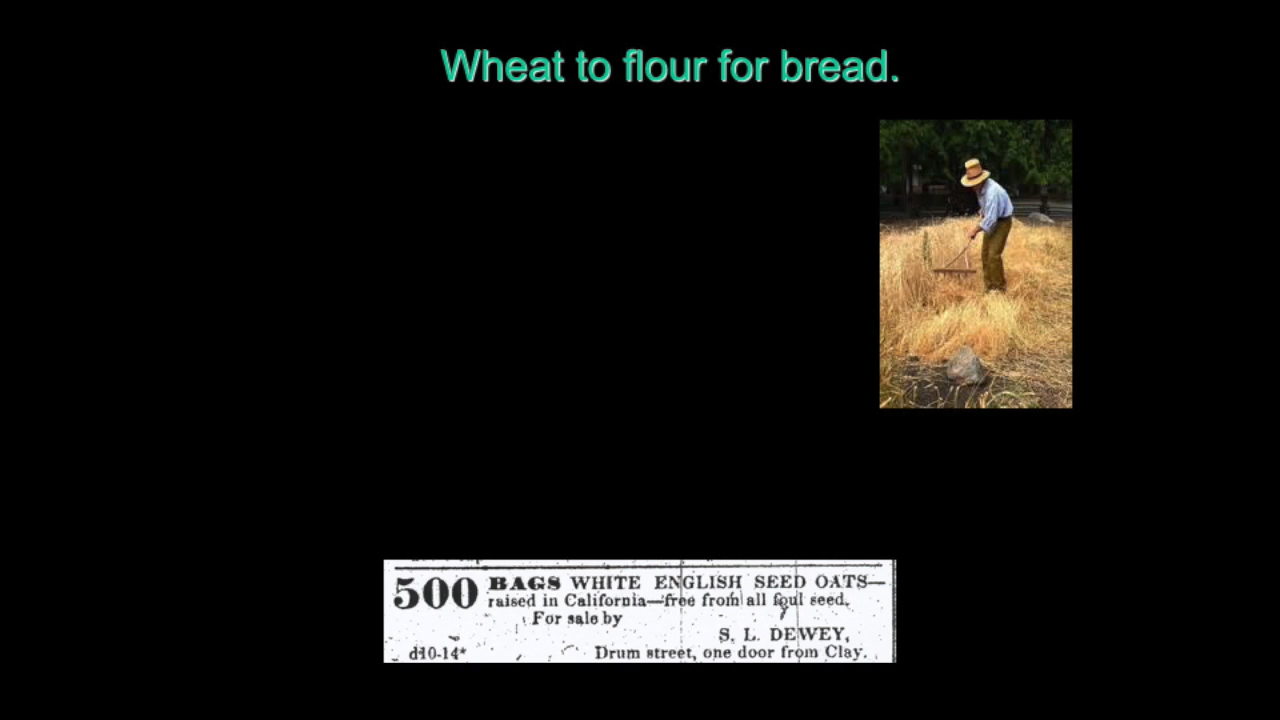 Wheat to flour for bread.
500 BAGS WHITE ENGLISH SEED OATS—
raised in California—free from all foul seed.
For sale by
S. L. DEWEY,
d10-14* Drum street, one door from Clay.